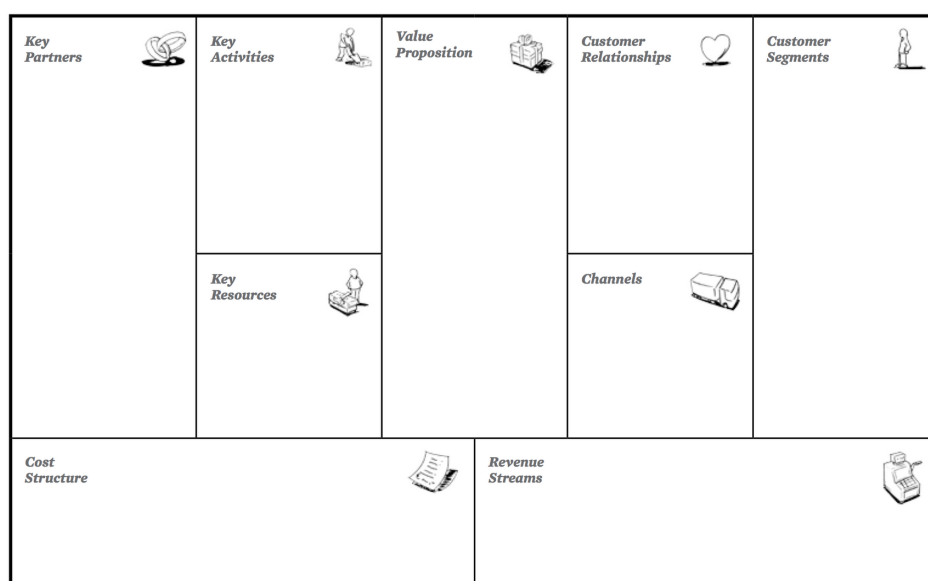 Key
Partners
Key
Activities
Value
Proposition
Customer
Relationships
Customer
Segments
Key
Resources
Channels
Cost
Structure
Revenue
Streams